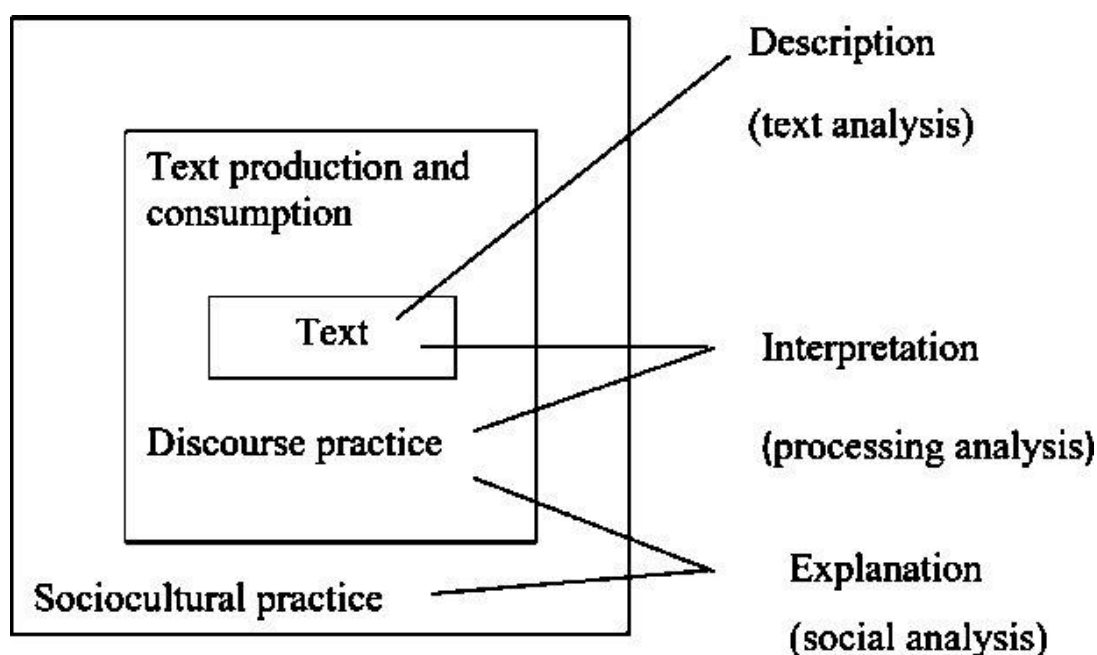 Description
(text analysis)
Text production and
consumption
Text
Interpretation
Discourse practice
(processing analysis)
Explanation
Sociocultural practice
(social analysis)